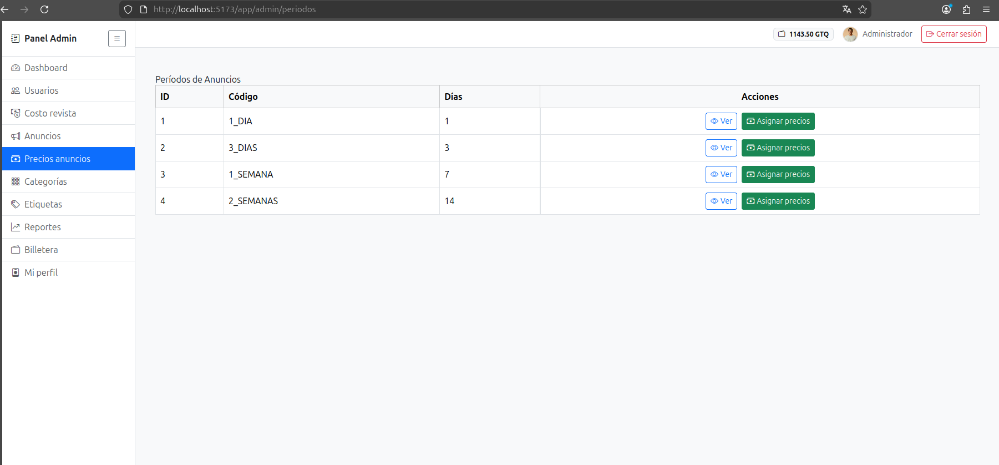 http://localhost:5173/app/admin/periodos
Panel Admin
1143.50 GTQ
Administrador
Cerrar sesión
Dashboard
Usuarios
Costo revista
Anuncios
Precios anuncios
Categorías
Etiquetas
Reportes
Billetera
Mi perfil
Períodos de Anuncios
ID Código Días Acciones
1 1_DIA 1 Ver Asignar precios
2 3_DIAS 3 Ver Asignar precios
3 1_SEMANA 7 Ver Asignar precios
4 2_SEMANAS 14 Ver Asignar precios